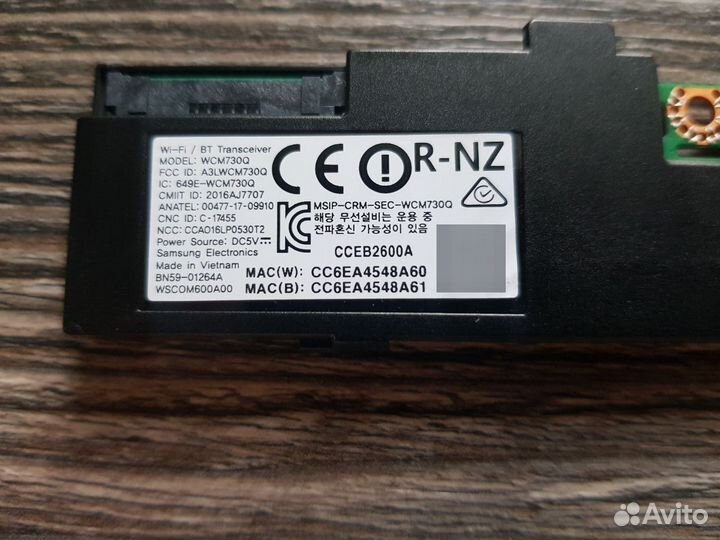 Wi-Fi / BT Transceiver
MODEL: WCM730Q
FCC ID: A3LWCM730Q
IC: 649E-WCM730Q
CMIIT ID: 2016AJ7707
ANATEL: 00477-17-09910
CNC ID: C-17455
NCC: CCAO16LP0530T2
Power Source: DC5V⎓
Samsung Electronics
Made in Vietnam
BN59-01264A
WSCOM600A00
CE R-NZ
MSIP-CRM-SEC-WCM730Q
해당 무선설비는 운용 중
전파혼신 가능성이 있음
CCEB2600A
MAC(W): CC6EA4548A60
MAC(B): CC6EA4548A61
Avito